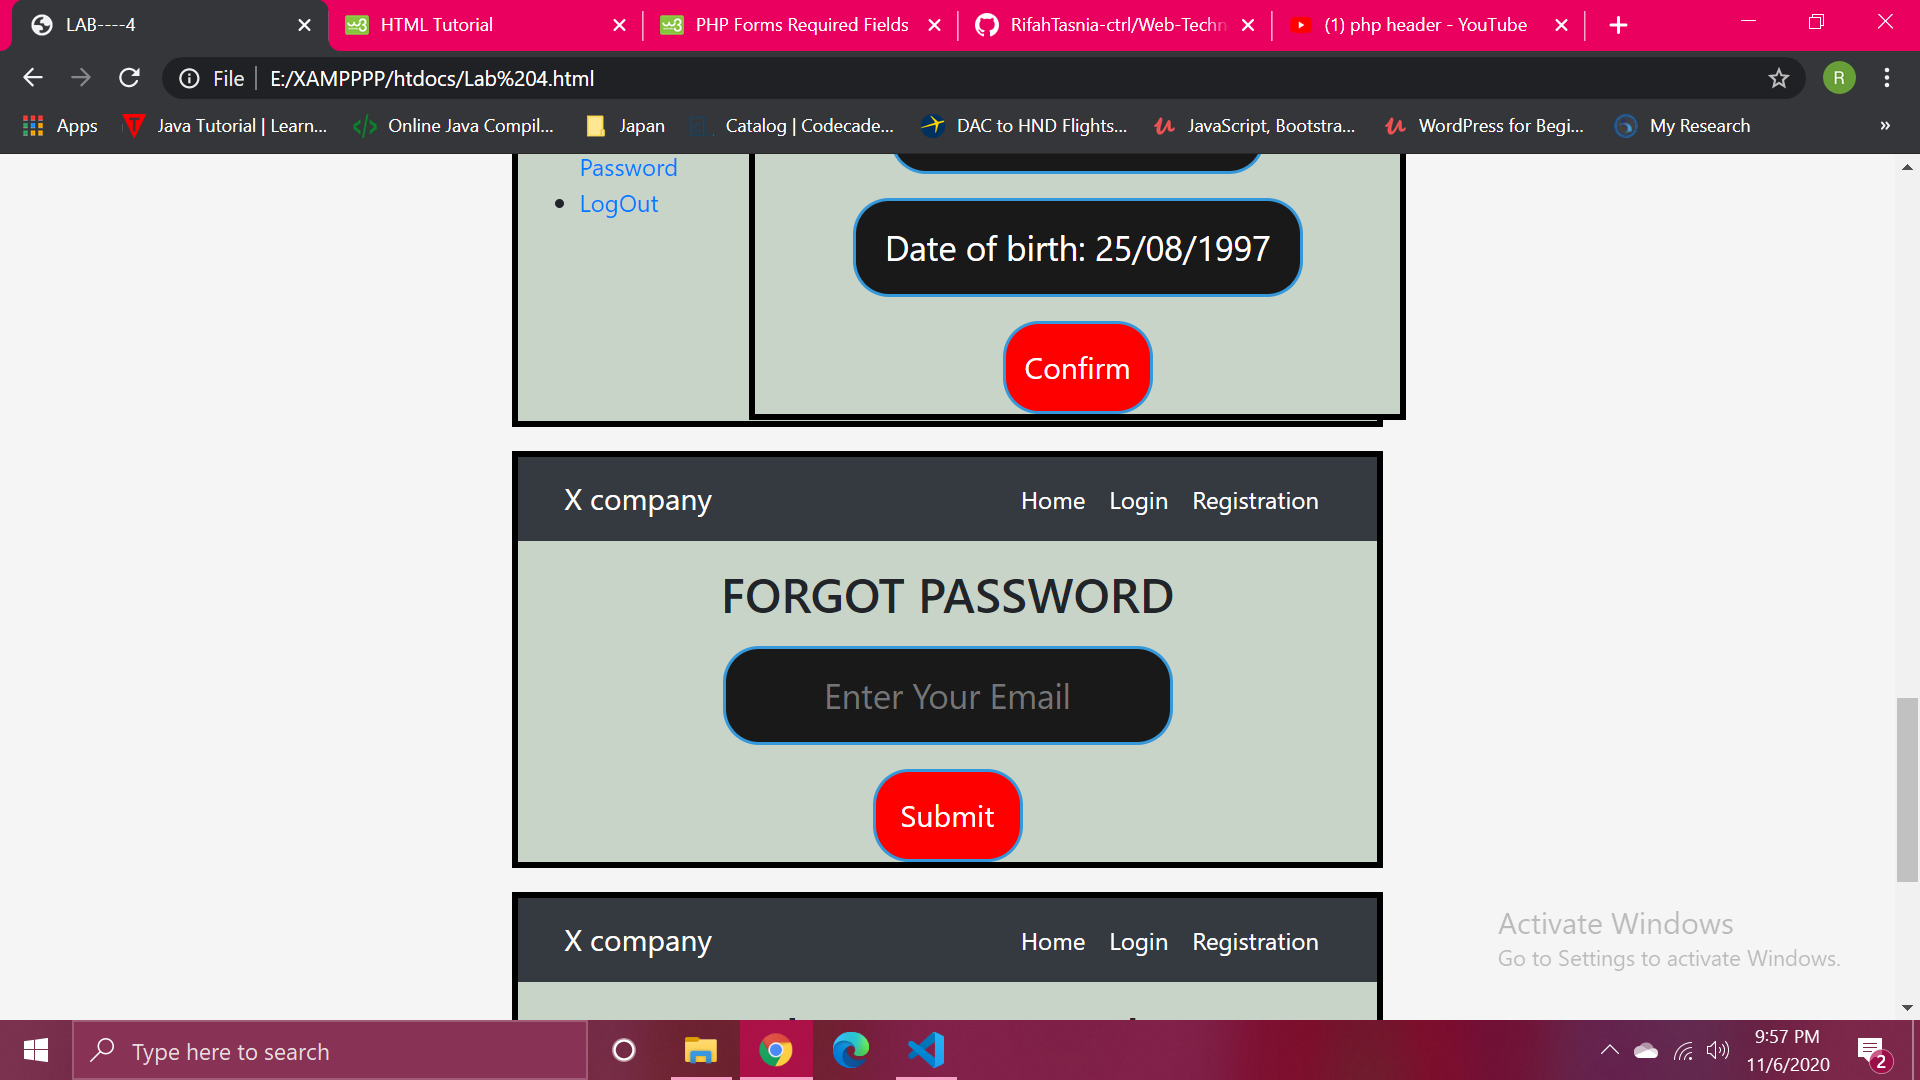 LAB----4
HTML Tutorial
PHP Forms Required Fields
RifahTasnia-ctrl/Web-Techn
(1) php header - YouTube
File
E:/XAMPPPP/htdocs/Lab%204.html
R
Apps
Java Tutorial | Learn...
Online Java Compil...
Japan
Catalog | Codecade...
DAC to HND Flights...
JavaScript, Bootstra...
WordPress for Begi...
My Research
»
Password
LogOut
Date of birth: 25/08/1997
Confirm
X company
Home
Login
Registration
FORGOT PASSWORD
Enter Your Email
Submit
X company
Home
Login
Registration
Activate Windows
Go to Settings to activate Windows.
Type here to search
9:57 PM
11/6/2020
2